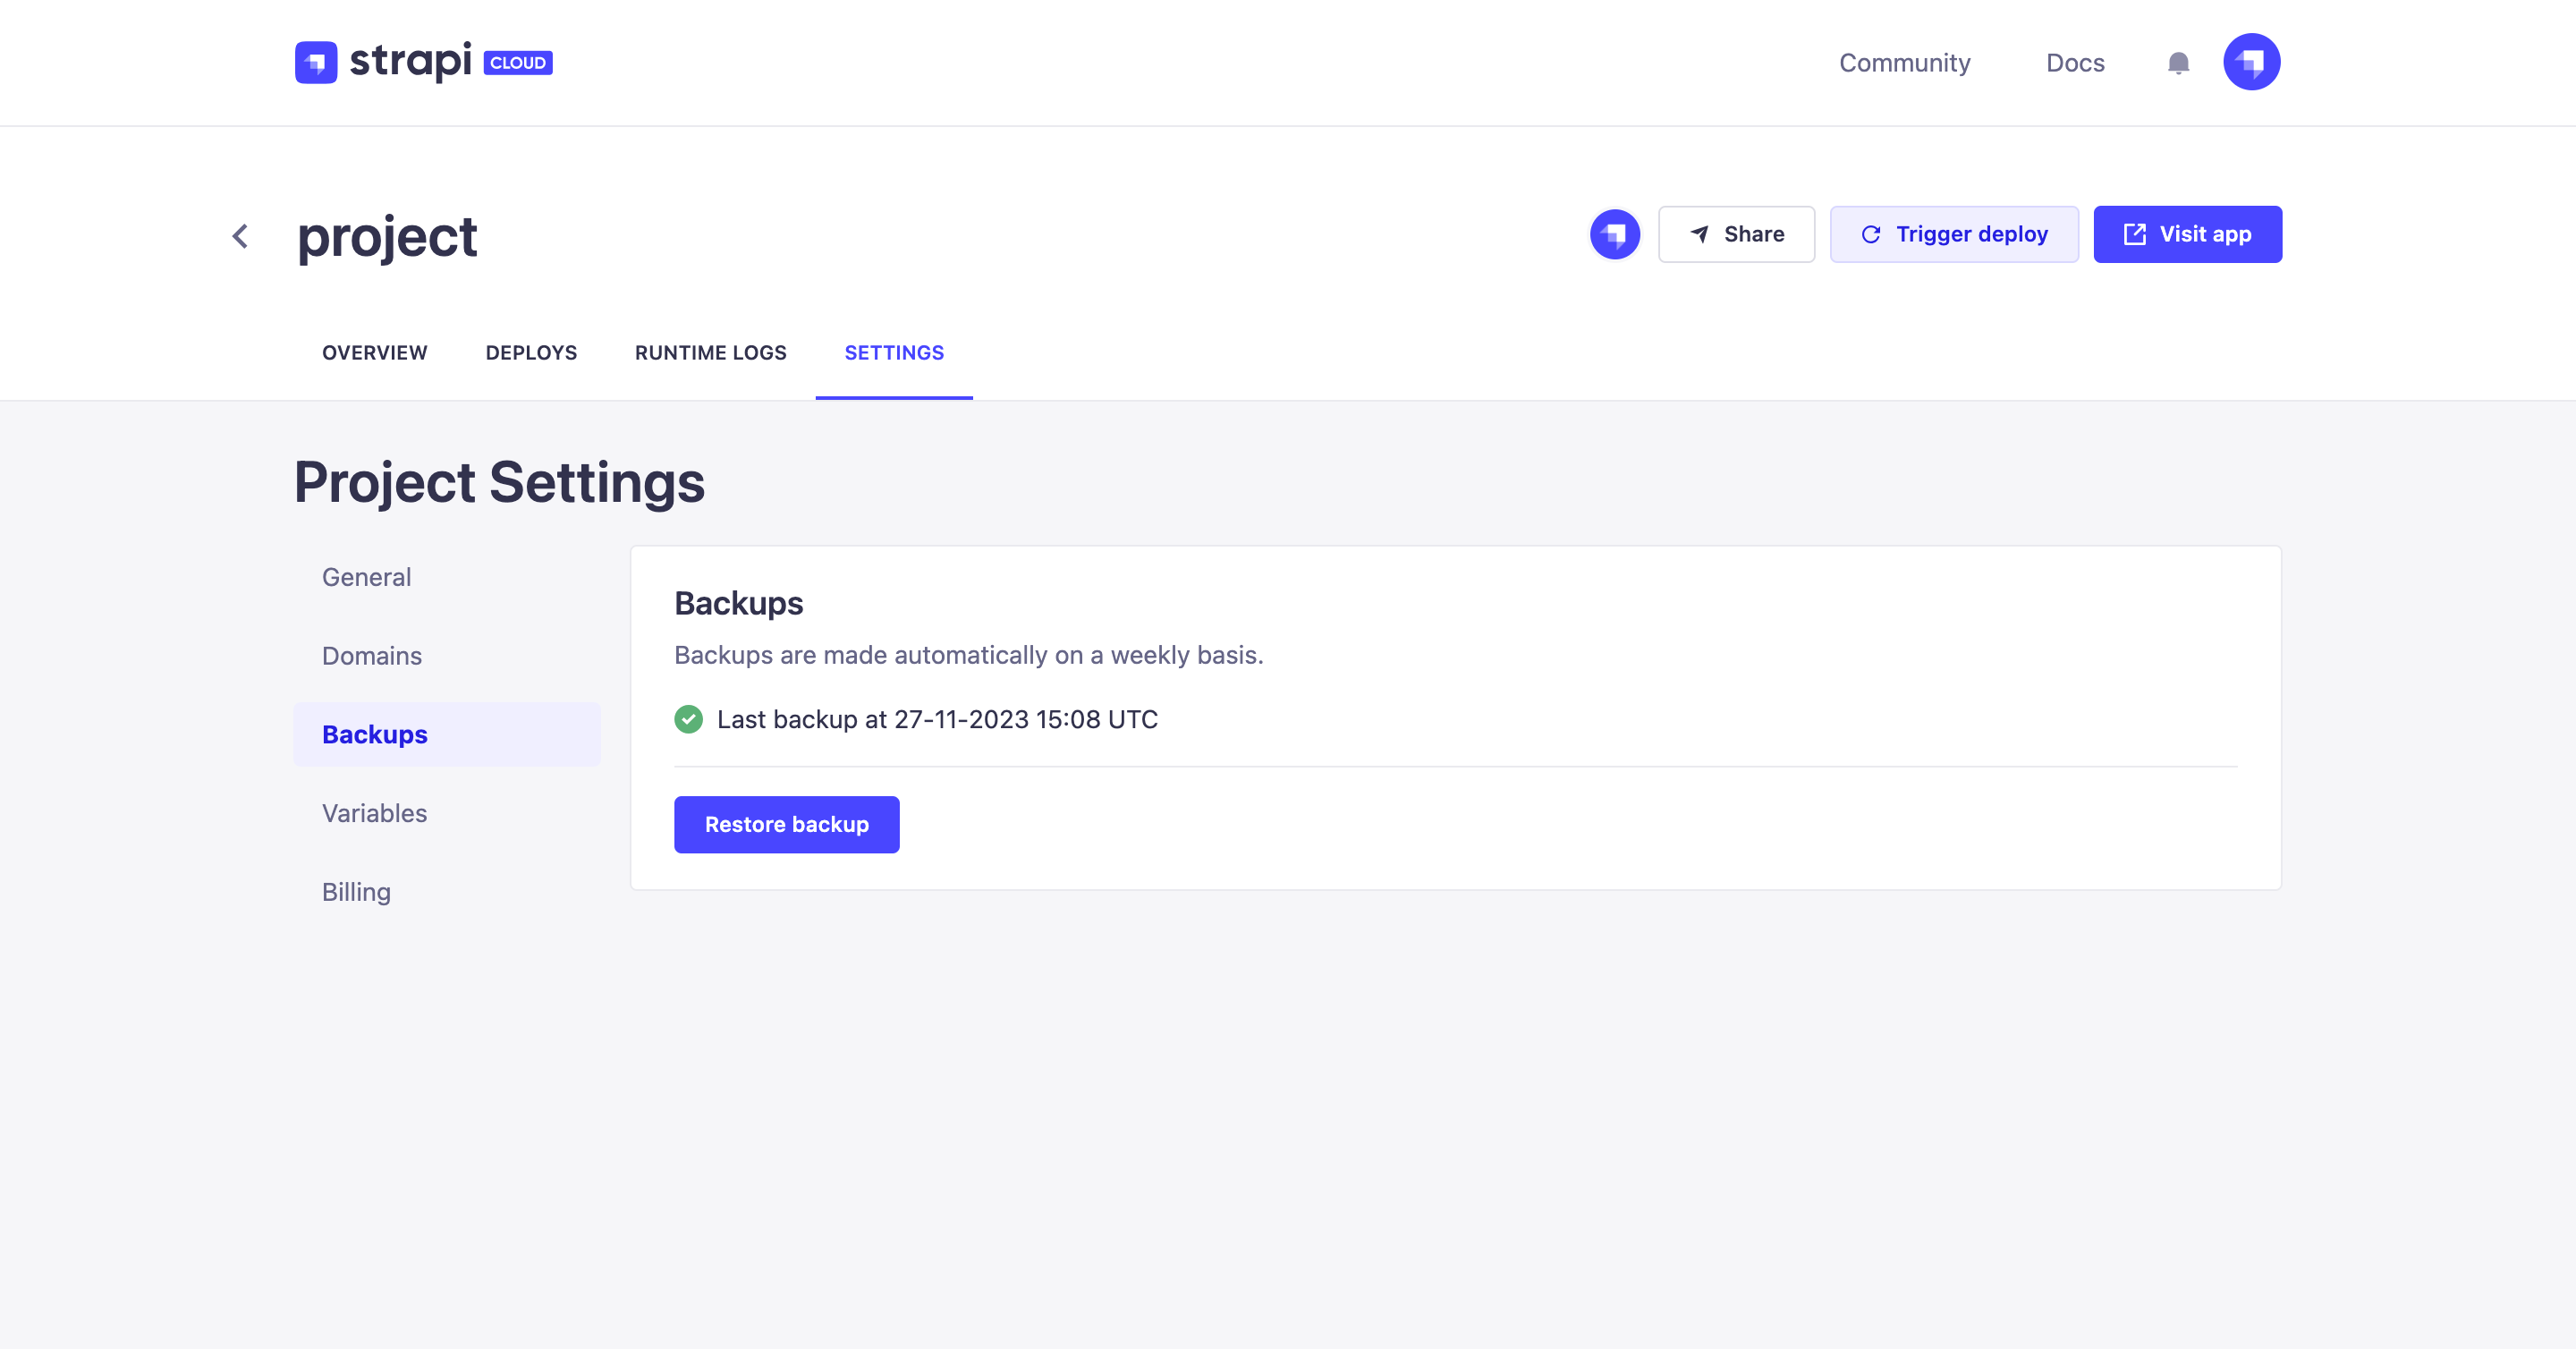 strapi CLOUD
Community Docs
project
Share Trigger deploy Visit app
OVERVIEW DEPLOYS RUNTIME LOGS SETTINGS
Project Settings
General
Domains
Backups
Variables
Billing
Backups
Backups are made automatically on a weekly basis.
Last backup at 27-11-2023 15:08 UTC
Restore backup